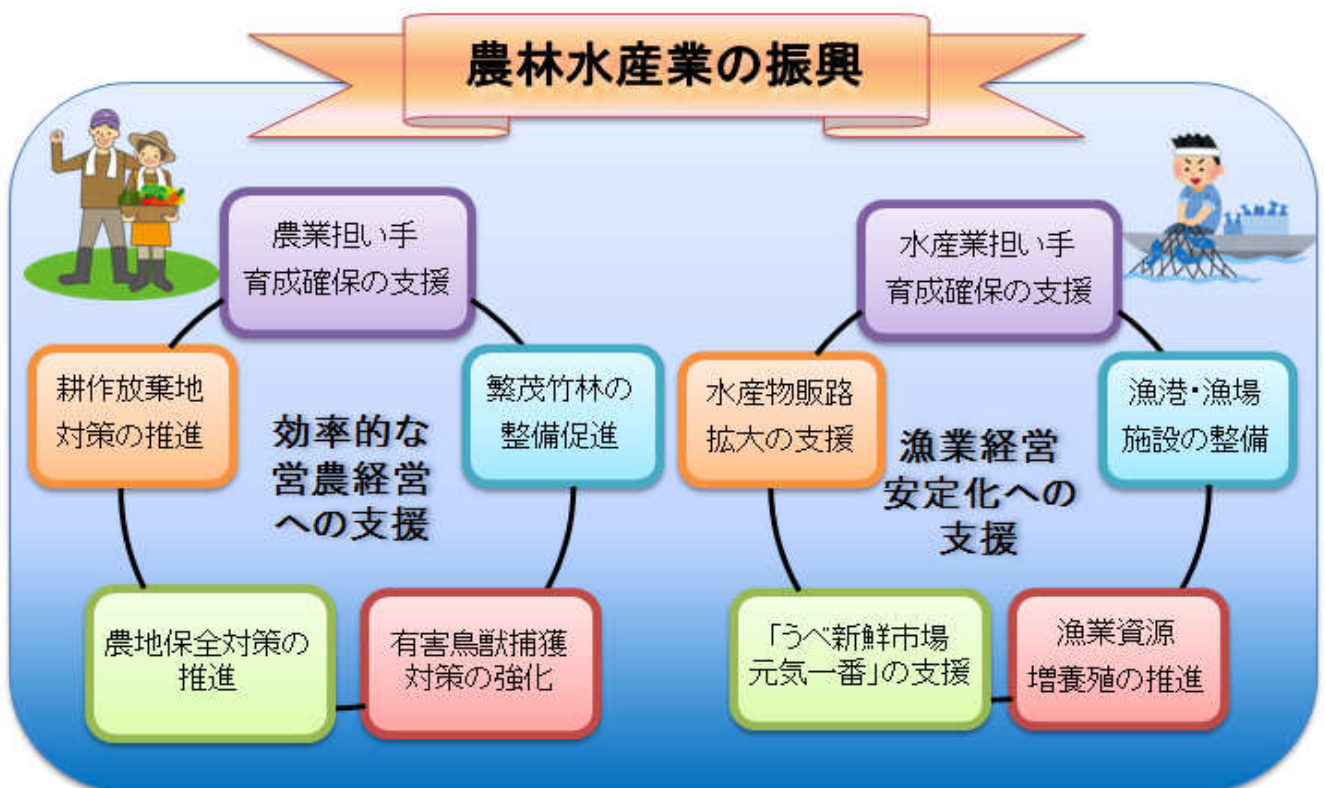 農林水産業の振興
農業担い手
育成確保の支援
耕作放棄地
対策の推進
繁茂竹林の
整備促進
効率的な
営農経営
への支援
農地保全対策の
推進
有害鳥獣捕獲
対策の強化
水産業担い手
育成確保の支援
水産物販路
拡大の支援
漁港・漁場
施設の整備
漁業経営
安定化への
支援
「うべ新鮮市場
元気一番」の支援
漁業資源
増養殖の推進